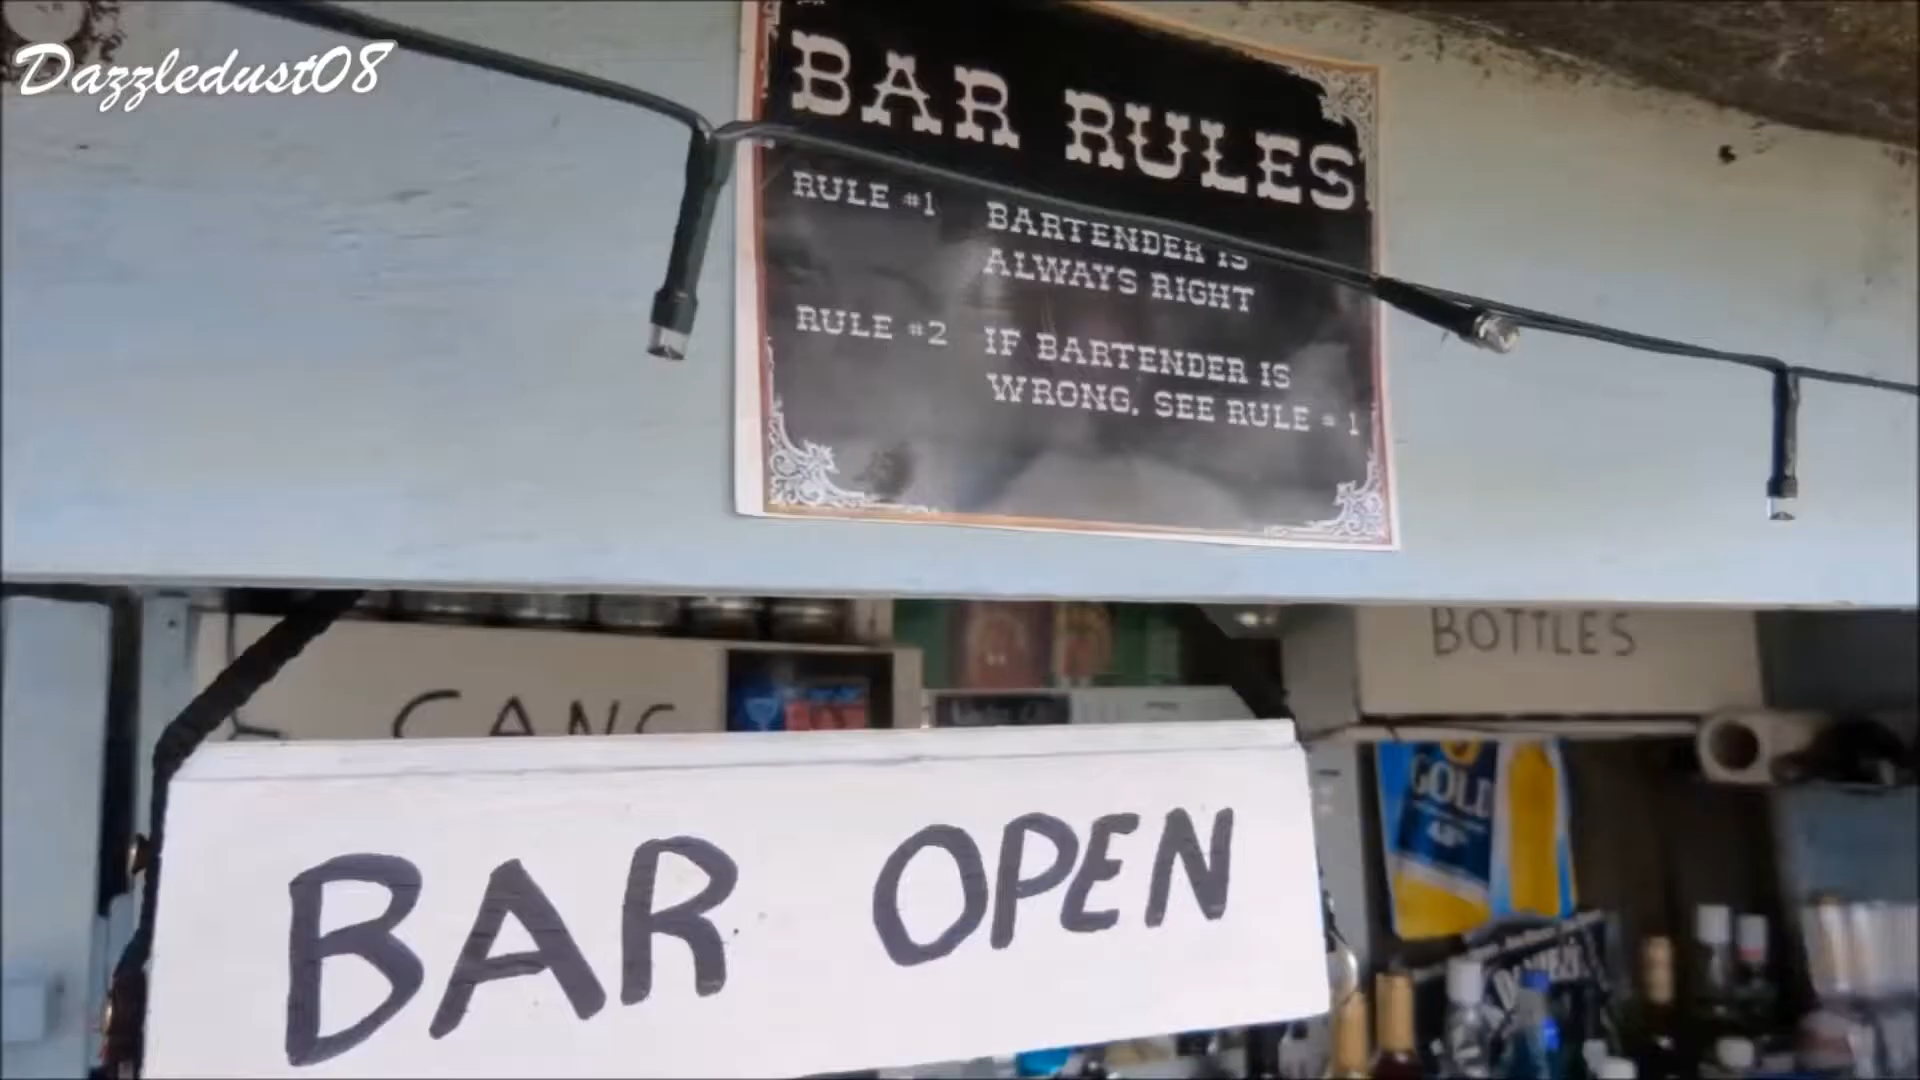 Dazzledust08
BAR RULES
RULE #1 BARTENDER IS
ALWAYS RIGHT
RULE #2 IF BARTENDER IS
WRONG, SEE RULE # 1
BOTTLES
CANS
GOLD
BAR OPEN